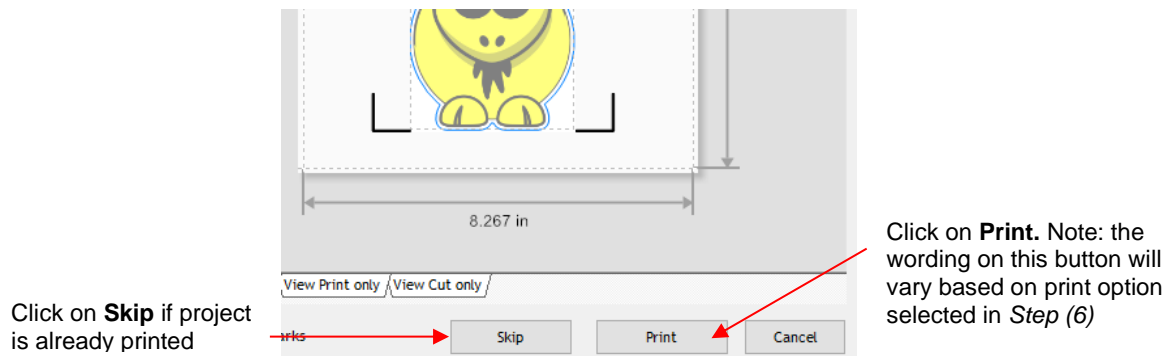 8.267 in
Click on Print. Note: the
wording on this button will
vary based on print option
selected in Step (6)
View Print only View Cut only
Click on Skip if project
is already printed
Skip Print Cancel